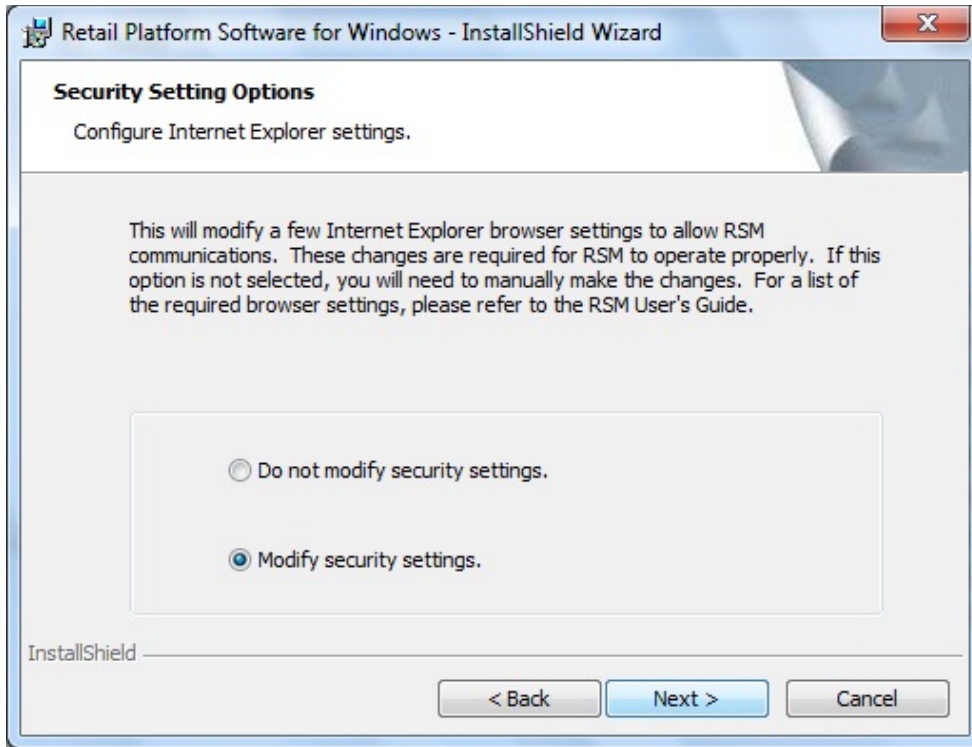 Retail Platform Software for Windows - InstallShield Wizard
Security Setting Options
Configure Internet Explorer settings.
This will modify a few Internet Explorer browser settings to allow RSM
communications.  These changes are required for RSM to operate properly.  If this
option is not selected, you will need to manually make the changes.  For a list of
the required browser settings, please refer to the RSM User's Guide.
Do not modify security settings.
Modify security settings.
InstallShield
< Back
Next >
Cancel